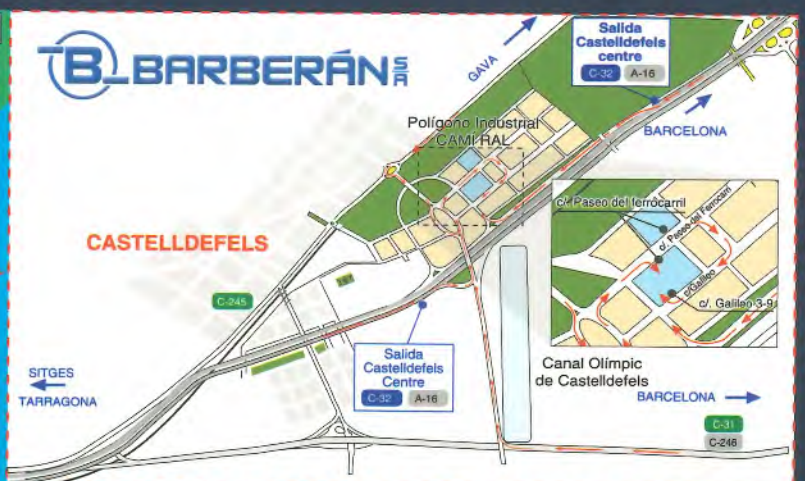 B BARBERÁN SA
GAVA
Salida
Castelldefels
centre
C-32 A-16
BARCELONA
Polígono Industrial
CAMI RAL
CASTELLDEFELS
c/. Paseo del ferrocarril
c/. Paseo del Ferrocarri
c/Galileo
c/. Galileo 3-9
C-245
Salida
Castelldefels
Centre
C-32 A-16
Canal Olímpic
de Castelldefels
SITGES
TARRAGONA
BARCELONA
C-31
C-246